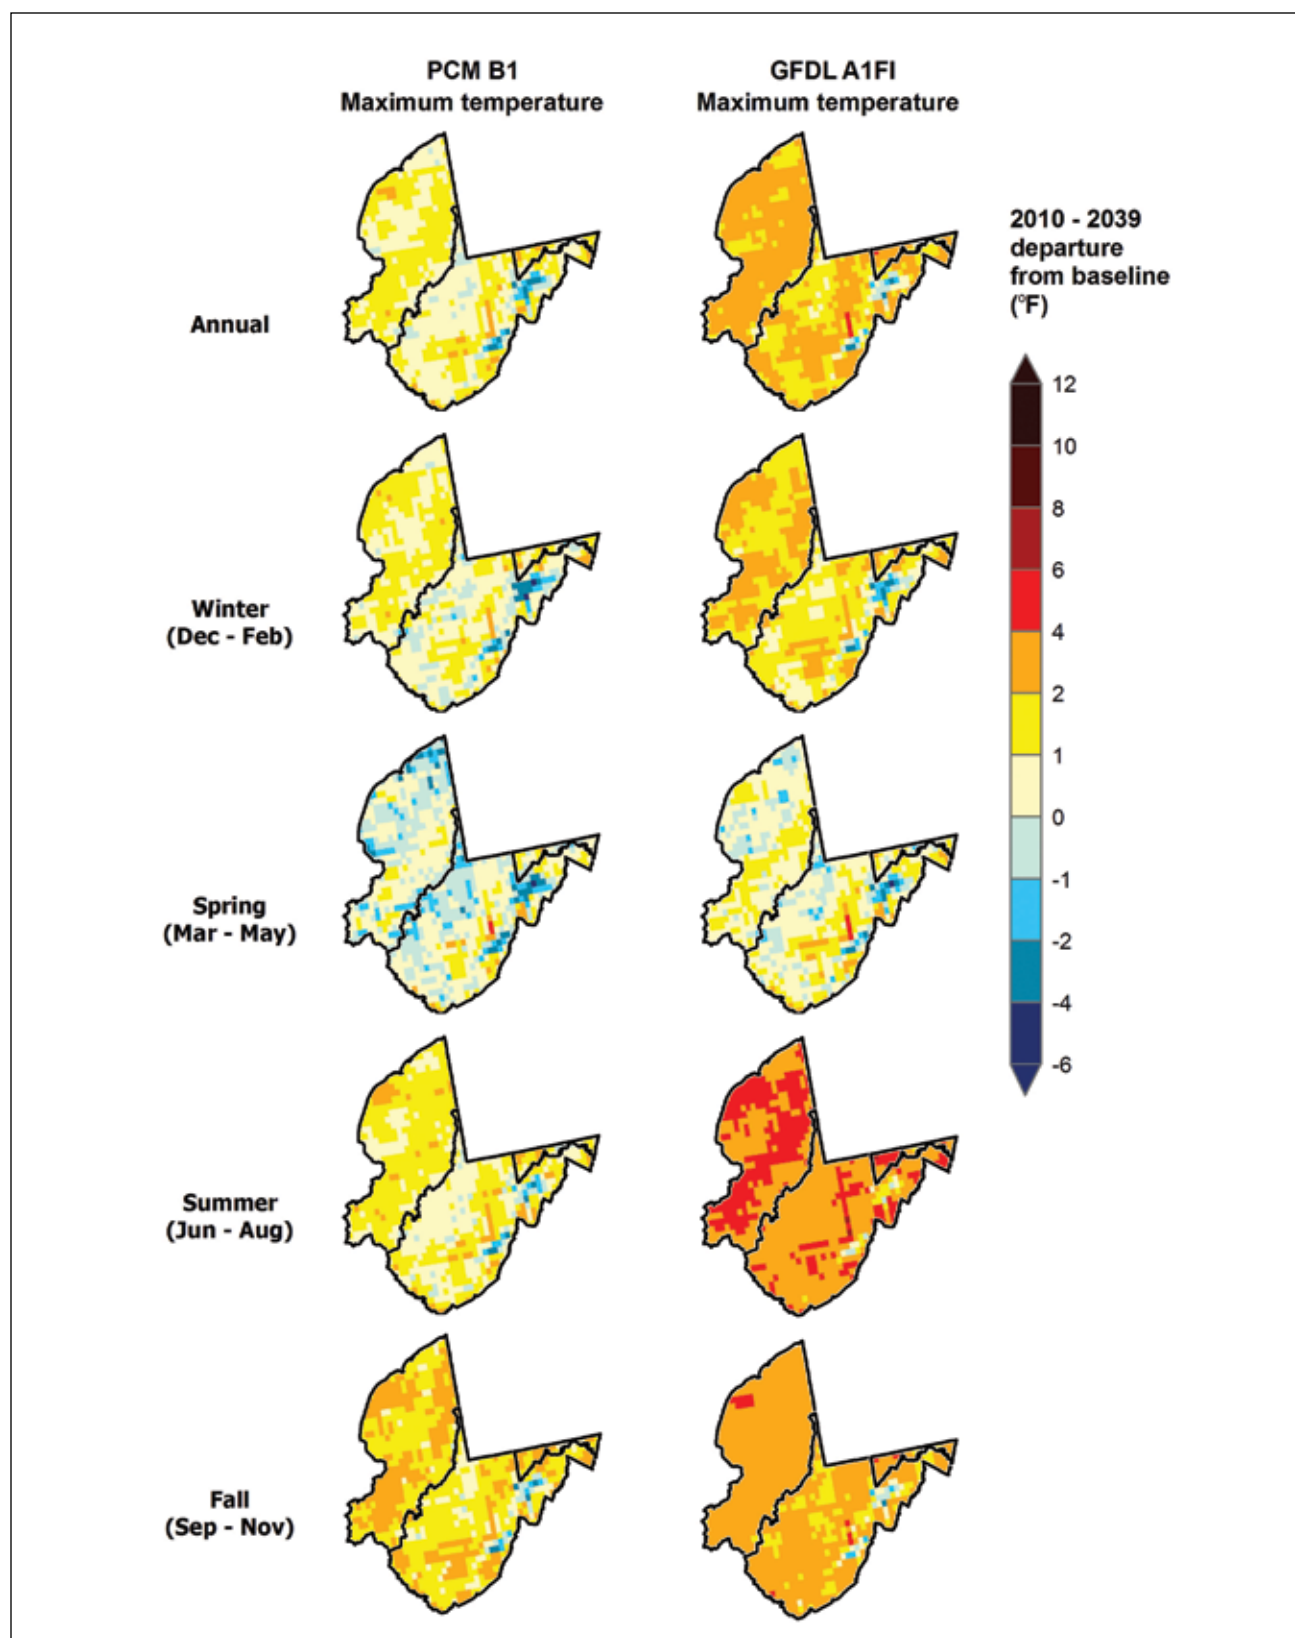 PCM B1
Maximum temperature
GFDL A1FI
Maximum temperature
2010 - 2039
departure
from baseline
(°F)
Annual
12
10
8
6
4
2
1
0
-1
-2
-4
-6
Winter
(Dec - Feb)
Spring
(Mar - May)
Summer
(Jun - Aug)
Fall
(Sep - Nov)